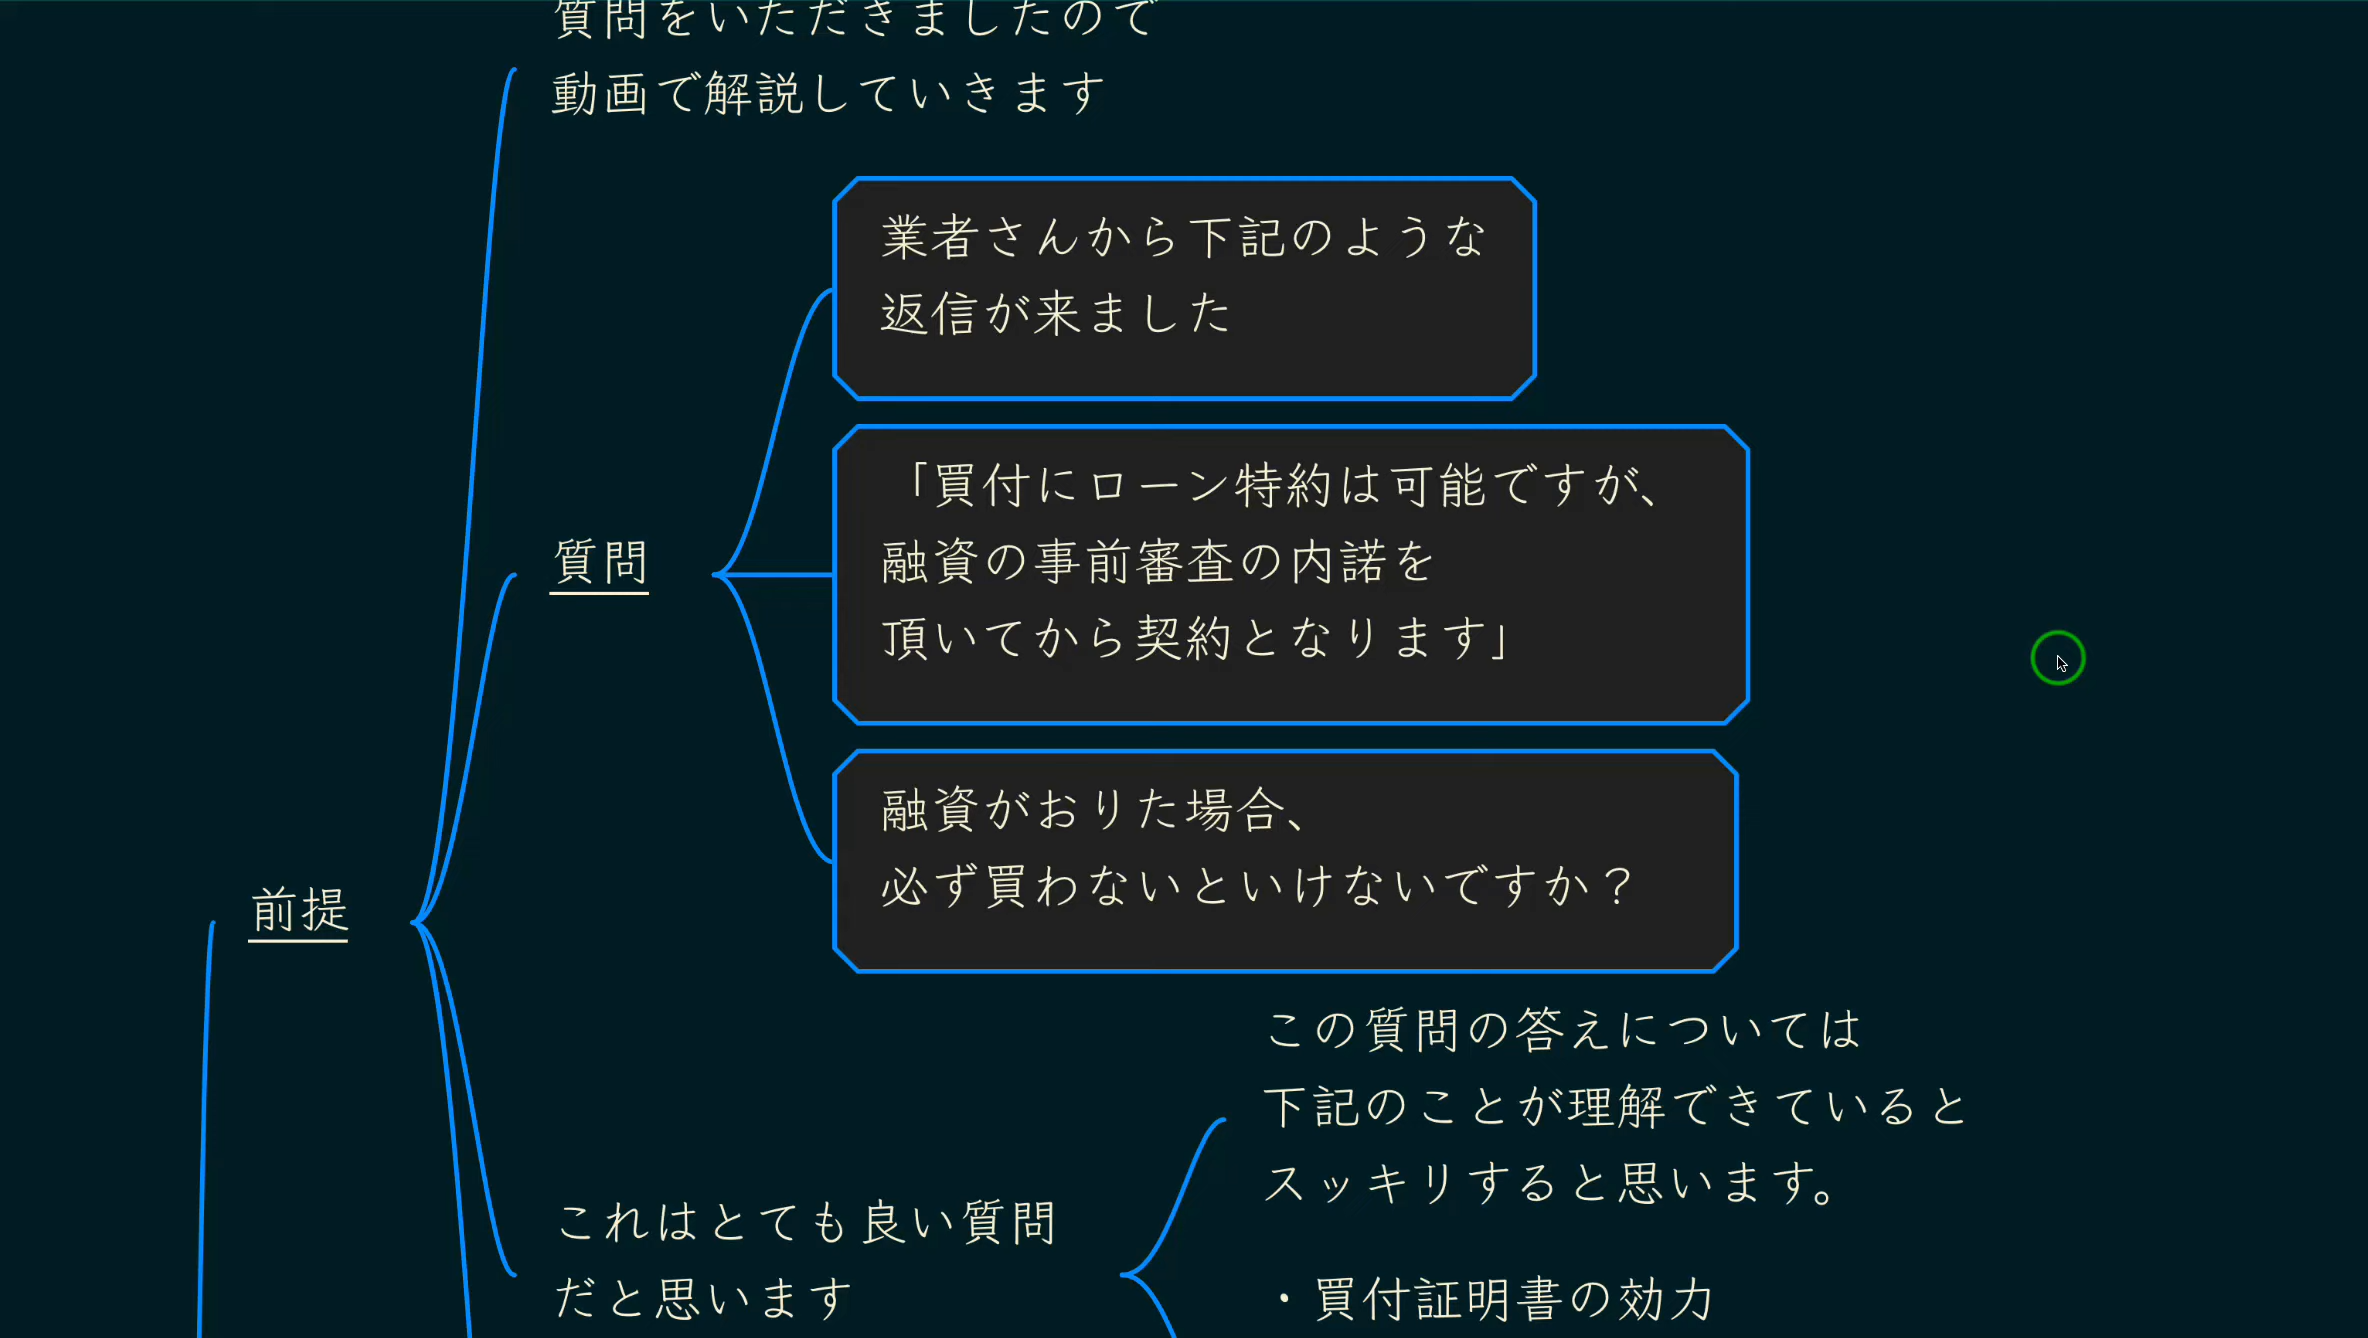 質問をいただきましたので
動画で解説していきます
業者さんから下記のような
返信が来ました
質問
「買付にローン特約は可能ですが、
融資の事前審査の内諾を
頂いてから契約となります」
融資がおりた場合、
必ず買わないといけないですか？
前提
この質問の答えについては
下記のことが理解できていると
スッキリすると思います。
これはとても良い質問
だと思います
・買付証明書の効力